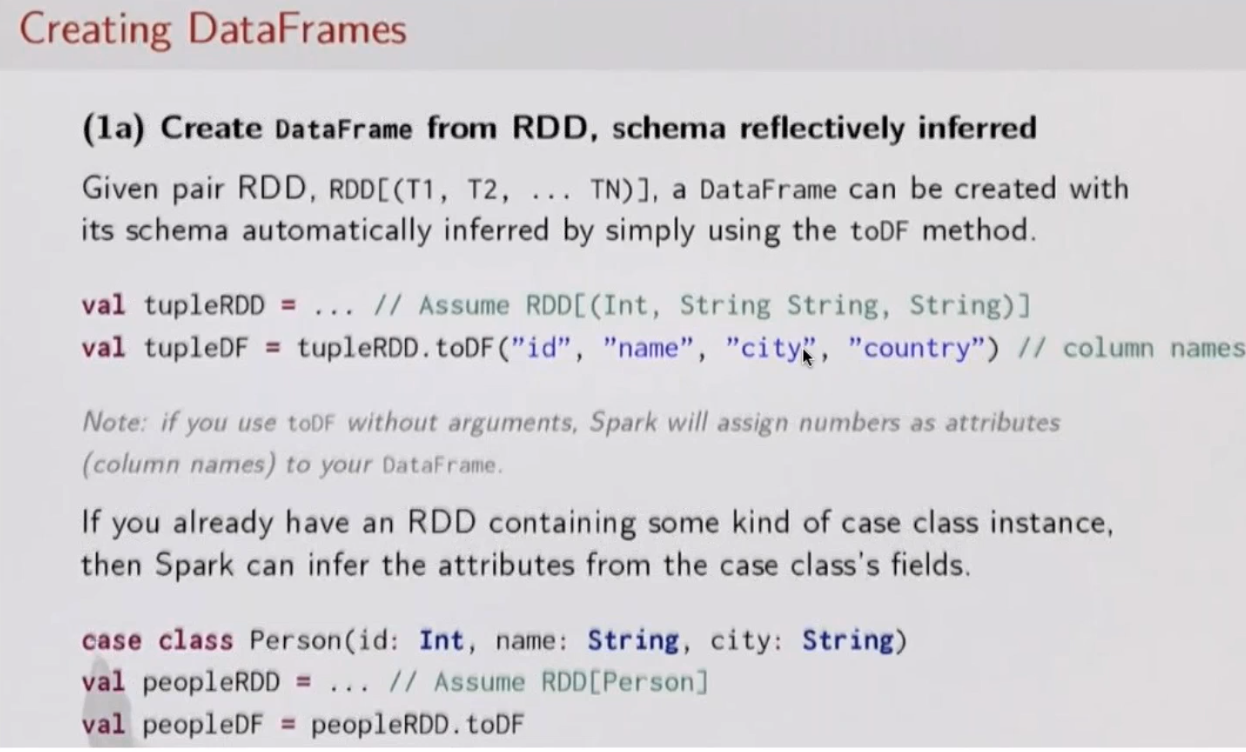 Creating DataFrames
(1a) Create DataFrame from RDD, schema reflectively inferred
Given pair RDD, RDD[(T1, T2, ... TN)], a DataFrame can be created with
its schema automatically inferred by simply using the toDF method.
val tupleRDD = ... // Assume RDD[(Int, String String, String)]
val tupleDF = tupleRDD.toDF("id", "name", "city", "country") // column names
Note: if you use toDF without arguments, Spark will assign numbers as attributes
(column names) to your DataFrame.
If you already have an RDD containing some kind of case class instance,
then Spark can infer the attributes from the case class's fields.
case class Person(id: Int, name: String, city: String)
val peopleRDD = ... // Assume RDD[Person]
val peopleDF = peopleRDD.toDF